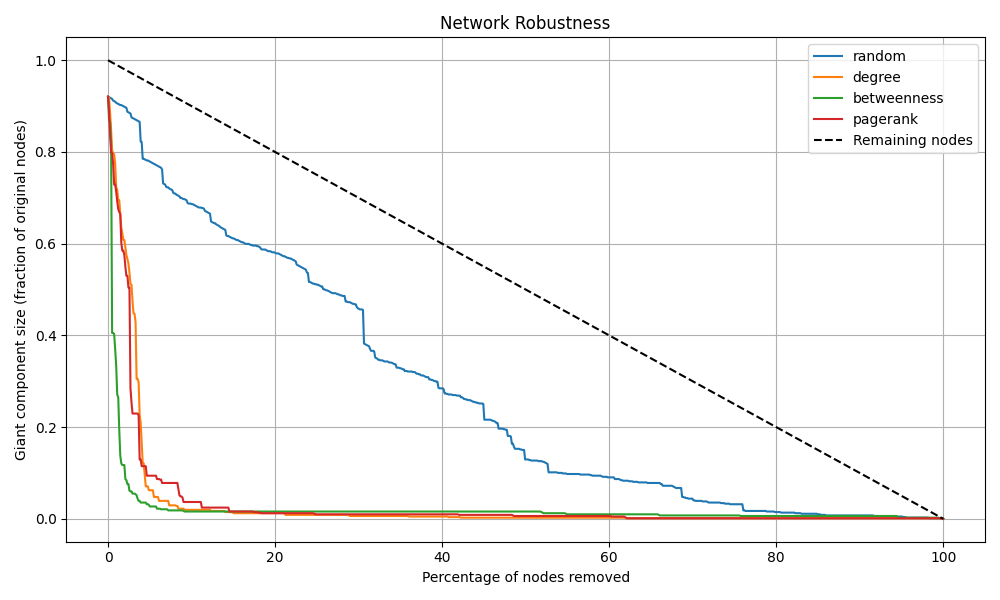 Network Robustness
Giant component size (fraction of original nodes)
1.0
0.8
0.6
0.4
0.2
0.0
random
degree
betweenness
pagerank
Remaining nodes
0 20 40 60 80 100
Percentage of nodes removed